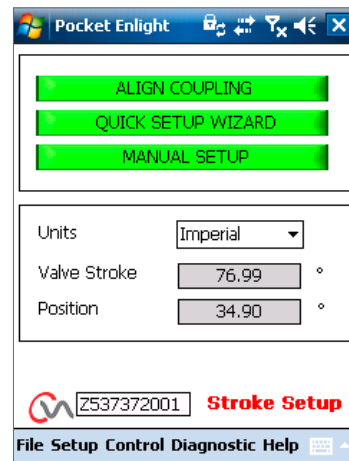 Pocket Enlight
ALIGN COUPLING
QUICK SETUP WIZARD
MANUAL SETUP
Units Imperial
Valve Stroke 76.99 °
Position 34.90 °
Z537372001 Stroke Setup
File Setup Control Diagnostic Help